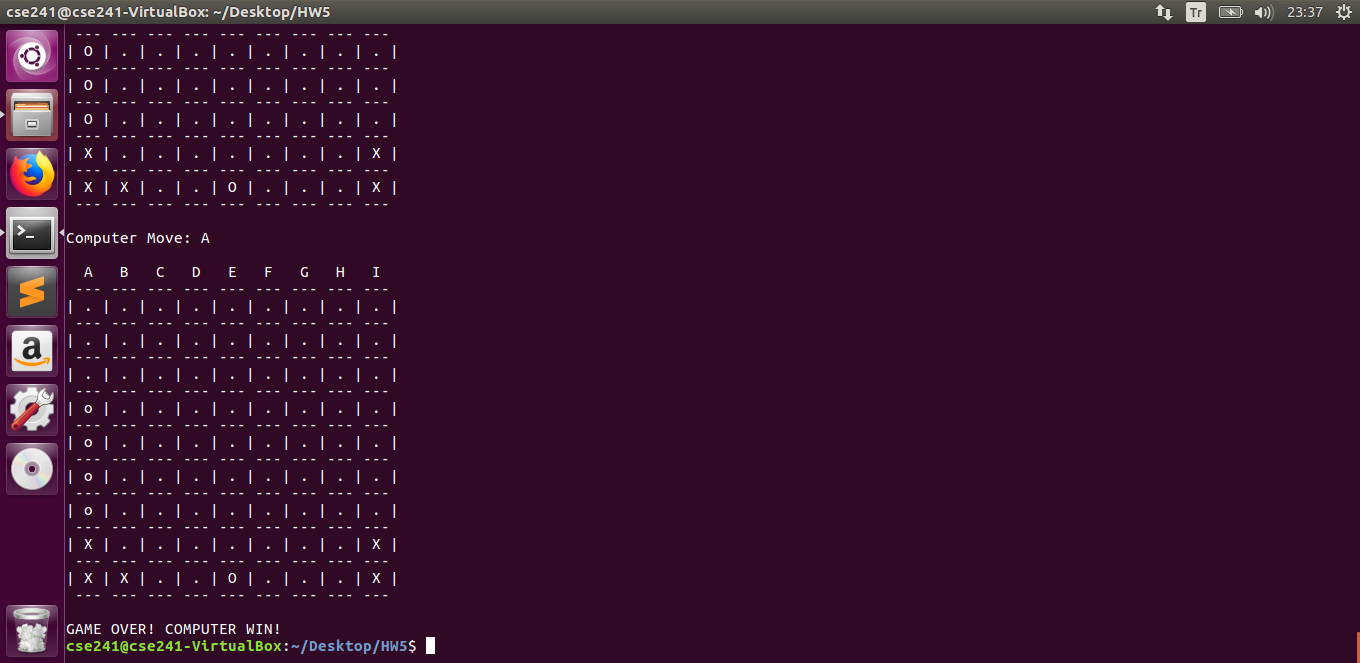 cse241@cse241-VirtualBox: ~/Desktop/HW5 Tr 23:37
 --- --- --- --- --- --- --- --- ---
| O | . | . | . | . | . | . | . | . |
 --- --- --- --- --- --- --- --- ---
| O | . | . | . | . | . | . | . | . |
 --- --- --- --- --- --- --- --- ---
| O | . | . | . | . | . | . | . | . |
 --- --- --- --- --- --- --- --- ---
| X | . | . | . | . | . | . | . | X |
 --- --- --- --- --- --- --- --- ---
| X | X | . | . | O | . | . | . | X |
 --- --- --- --- --- --- --- --- ---
Computer Move: A
  A   B   C   D   E   F   G   H   I
 --- --- --- --- --- --- --- --- ---
| . | . | . | . | . | . | . | . | . |
 --- --- --- --- --- --- --- --- ---
| . | . | . | . | . | . | . | . | . |
 --- --- --- --- --- --- --- --- ---
| . | . | . | . | . | . | . | . | . |
 --- --- --- --- --- --- --- --- ---
| o | . | . | . | . | . | . | . | . |
 --- --- --- --- --- --- --- --- ---
| o | . | . | . | . | . | . | . | . |
 --- --- --- --- --- --- --- --- ---
| o | . | . | . | . | . | . | . | . |
 --- --- --- --- --- --- --- --- ---
| o | . | . | . | . | . | . | . | . |
 --- --- --- --- --- --- --- --- ---
| X | . | . | . | . | . | . | . | X |
 --- --- --- --- --- --- --- --- ---
| X | X | . | . | O | . | . | . | X |
 --- --- --- --- --- --- --- --- ---
GAME OVER! COMPUTER WIN!
cse241@cse241-VirtualBox:~/Desktop/HW5$